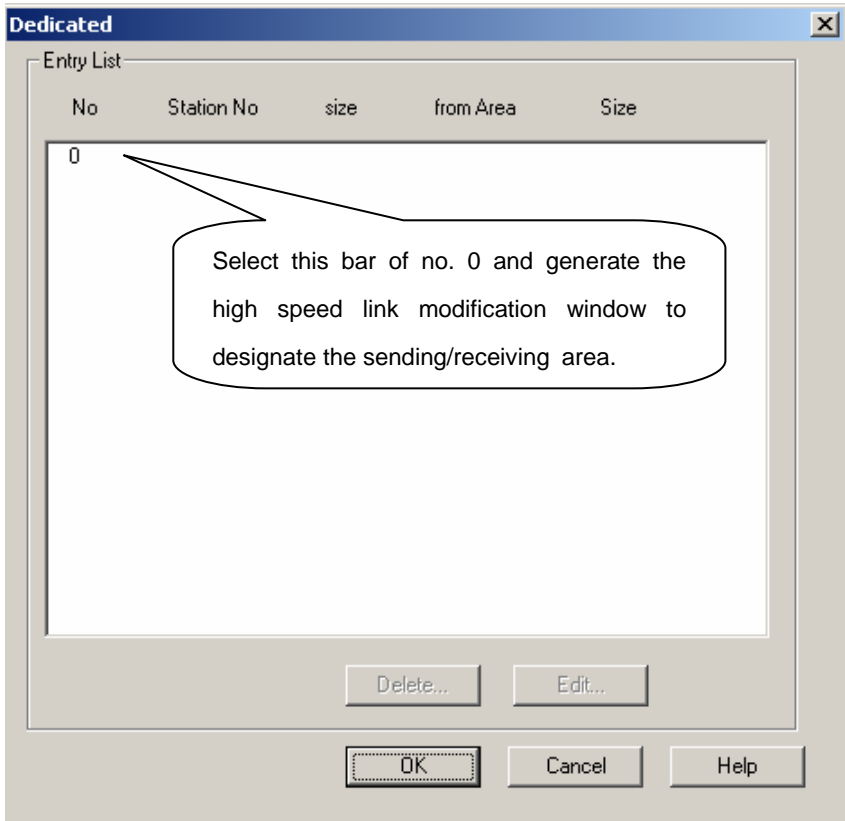 Dedicated
Entry List
No Station No size from Area Size
0
Select this bar of no. 0 and generate the
high speed link modification window to
designate the sending/receiving area.
Delete... Edit...
OK Cancel Help